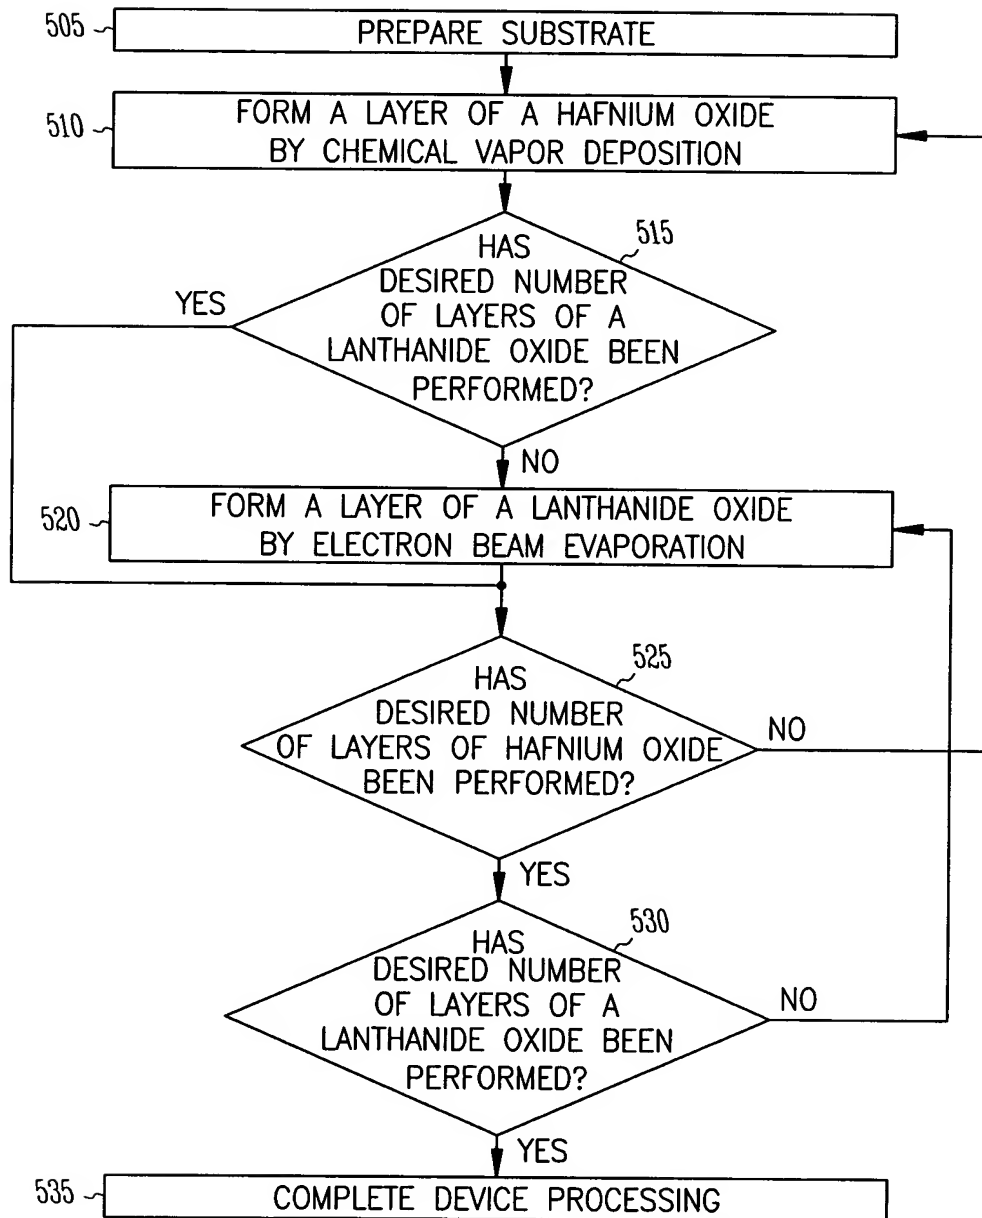 505
PREPARE SUBSTRATE
510
FORM A LAYER OF A HAFNIUM OXIDE
BY CHEMICAL VAPOR DEPOSITION
515
HAS
DESIRED NUMBER
OF LAYERS OF A
LANTHANIDE OXIDE BEEN
PERFORMED?
YES
NO
520
FORM A LAYER OF A LANTHANIDE OXIDE
BY ELECTRON BEAM EVAPORATION
525
HAS
DESIRED NUMBER
OF LAYERS OF HAFNIUM OXIDE
BEEN PERFORMED?
NO
YES
530
HAS
DESIRED NUMBER
OF LAYERS OF A
LANTHANIDE OXIDE BEEN
PERFORMED?
NO
YES
535
COMPLETE DEVICE PROCESSING